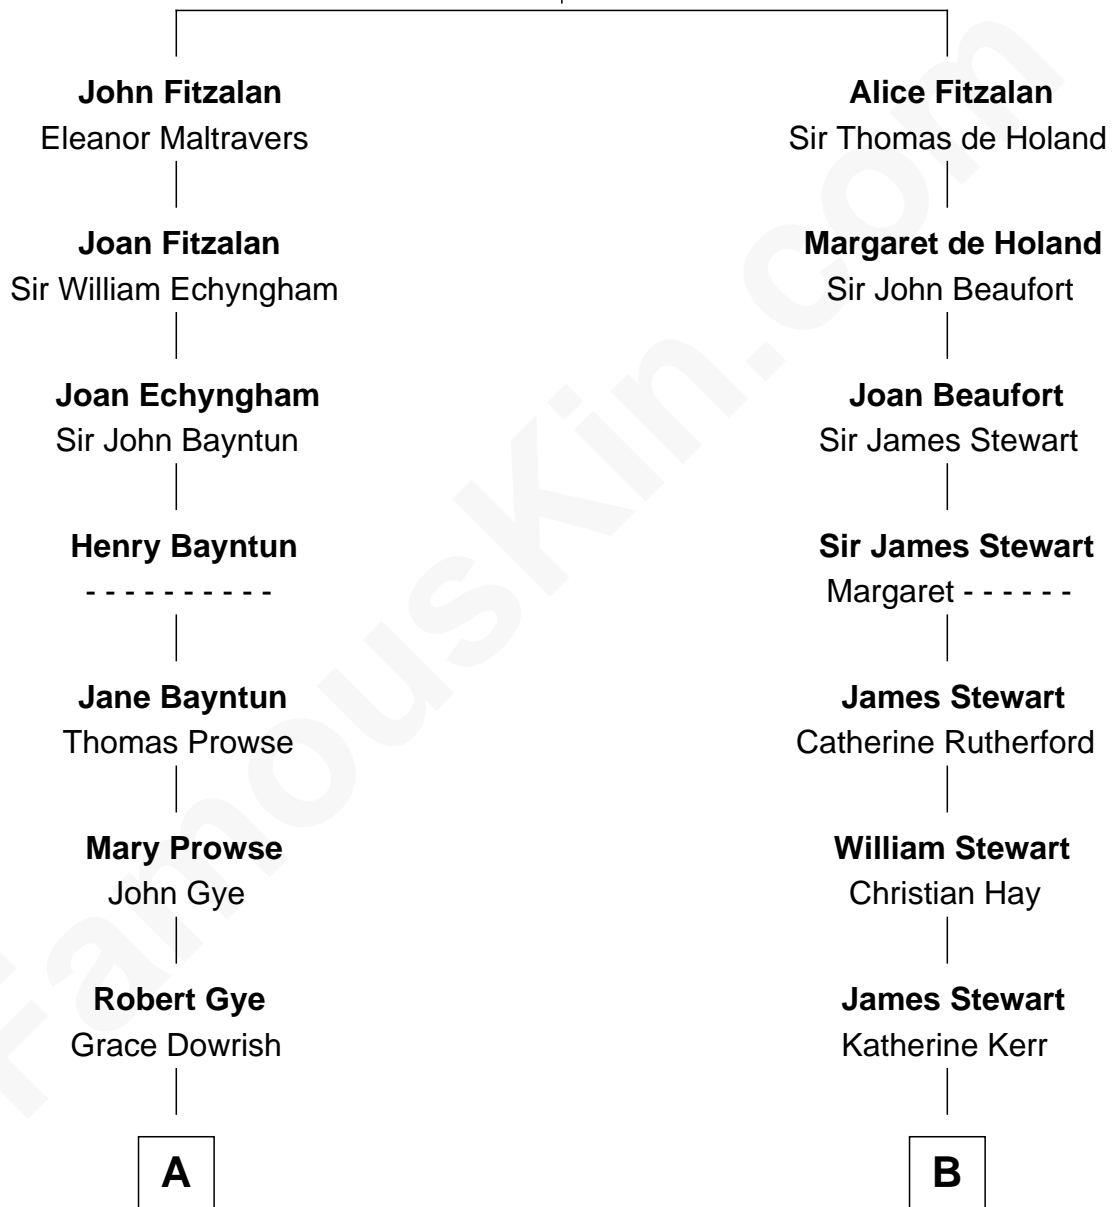 John Fitzalan
Eleanor Maltravers
Joan Fitzalan
Sir William Echyngham
Joan Echyngham
Sir John Bayntun
Henry Bayntun
- - - - - - - - - -
Jane Bayntun
Thomas Prowse
Mary Prowse
John Gye
Robert Gye
Grace Dowrish
A
Alice Fitzalan
Sir Thomas de Holand
Margaret de Holand
Sir John Beaufort
Joan Beaufort
Sir James Stewart
Sir James Stewart
Margaret - - - - - -
James Stewart
Catherine Rutherford
William Stewart
Christian Hay
James Stewart
Katherine Kerr
B
FamousKin.com